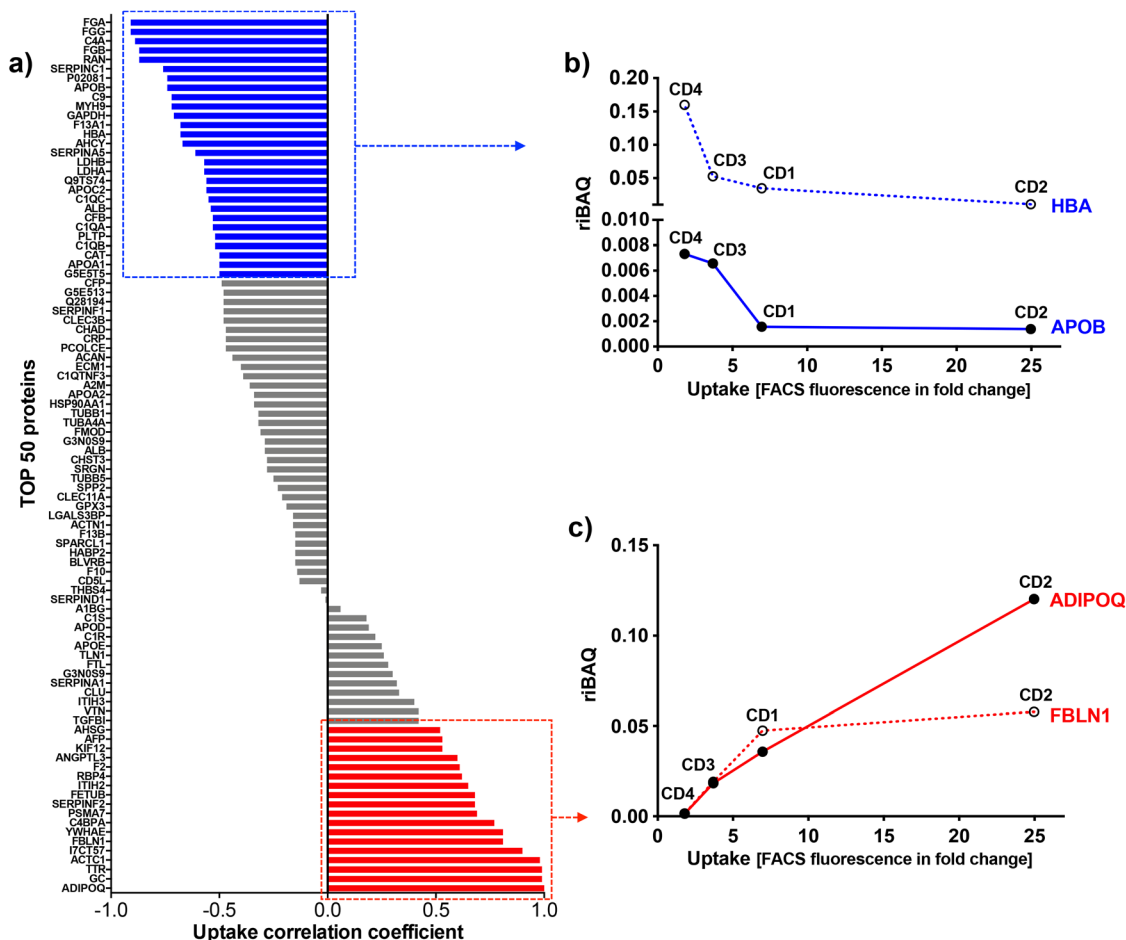 a)
TOP 50 proteins
FGA
FGG
C4A
FGB
RAN
SERPINC1
P02081
APOB
C9
MYH9
GAPDH
F13A1
HBA
AHCY
SERPINA5
LDHB
LDHA
Q9TS74
APOC2
C1QC
ALB
CFB
C1QA
PLTP
C1QB
CAT
APOA1
G5E5T5
CFP
G5E513
Q28194
SERPINF1
CLEC3B
CHAD
CRP
PCOLCE
ACAN
ECM1
C1QTNF3
A2M
APOA2
HSP90AA1
TUBB1
TUBA4A
FMOD
G3N0S9
ALB
CHST3
SRGN
TUBB5
SPP2
CLEC11A
GPX3
LGALS3BP
ACTN1
F13B
SPARCL1
HABP2
BLVRB
F10
CD5L
THBS4
SERPIND1
A1BG
C1S
APOD
C1R
APOE
TLN1
FTL
G3N0S9
SERPINA1
CLU
ITIH3
VTN
TGFBI
AHSG
AFP
KIF12
ANGPTL3
F2
RBP4
ITIH2
FETUB
SERPINF2
PSMA7
C4BPA
YWHAE
FBLN1
I7CT57
ACTC1
TTR
GC
ADIPOQ
-1.0 -0.5 0.0 0.5 1.0
Uptake correlation coefficient
b)
riBAQ
0.20
0.15
0.10
0.05
0.010
0.008
0.006
0.004
0.002
0.000
CD4
CD3
CD1
CD2
HBA
CD4
CD3
CD1
CD2
APOB
0 5 10 15 20 25
Uptake [FACS fluorescence in fold change]
c)
riBAQ
0.15
0.10
0.05
0.00
CD4
CD3
CD1
CD2
ADIPOQ
CD2
FBLN1
0 5 10 15 20 25
Uptake [FACS fluorescence in fold change]